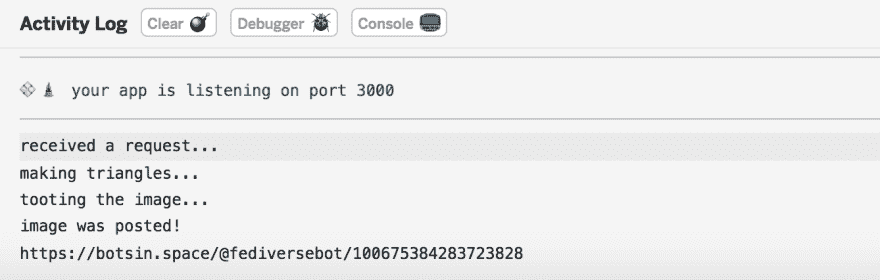 Activity Log Clear Debugger Console
your app is listening on port 3000
received a request...
making triangles...
tooting the image...
image was posted!
https://botsin.space/@fediversebot/100675384283723828